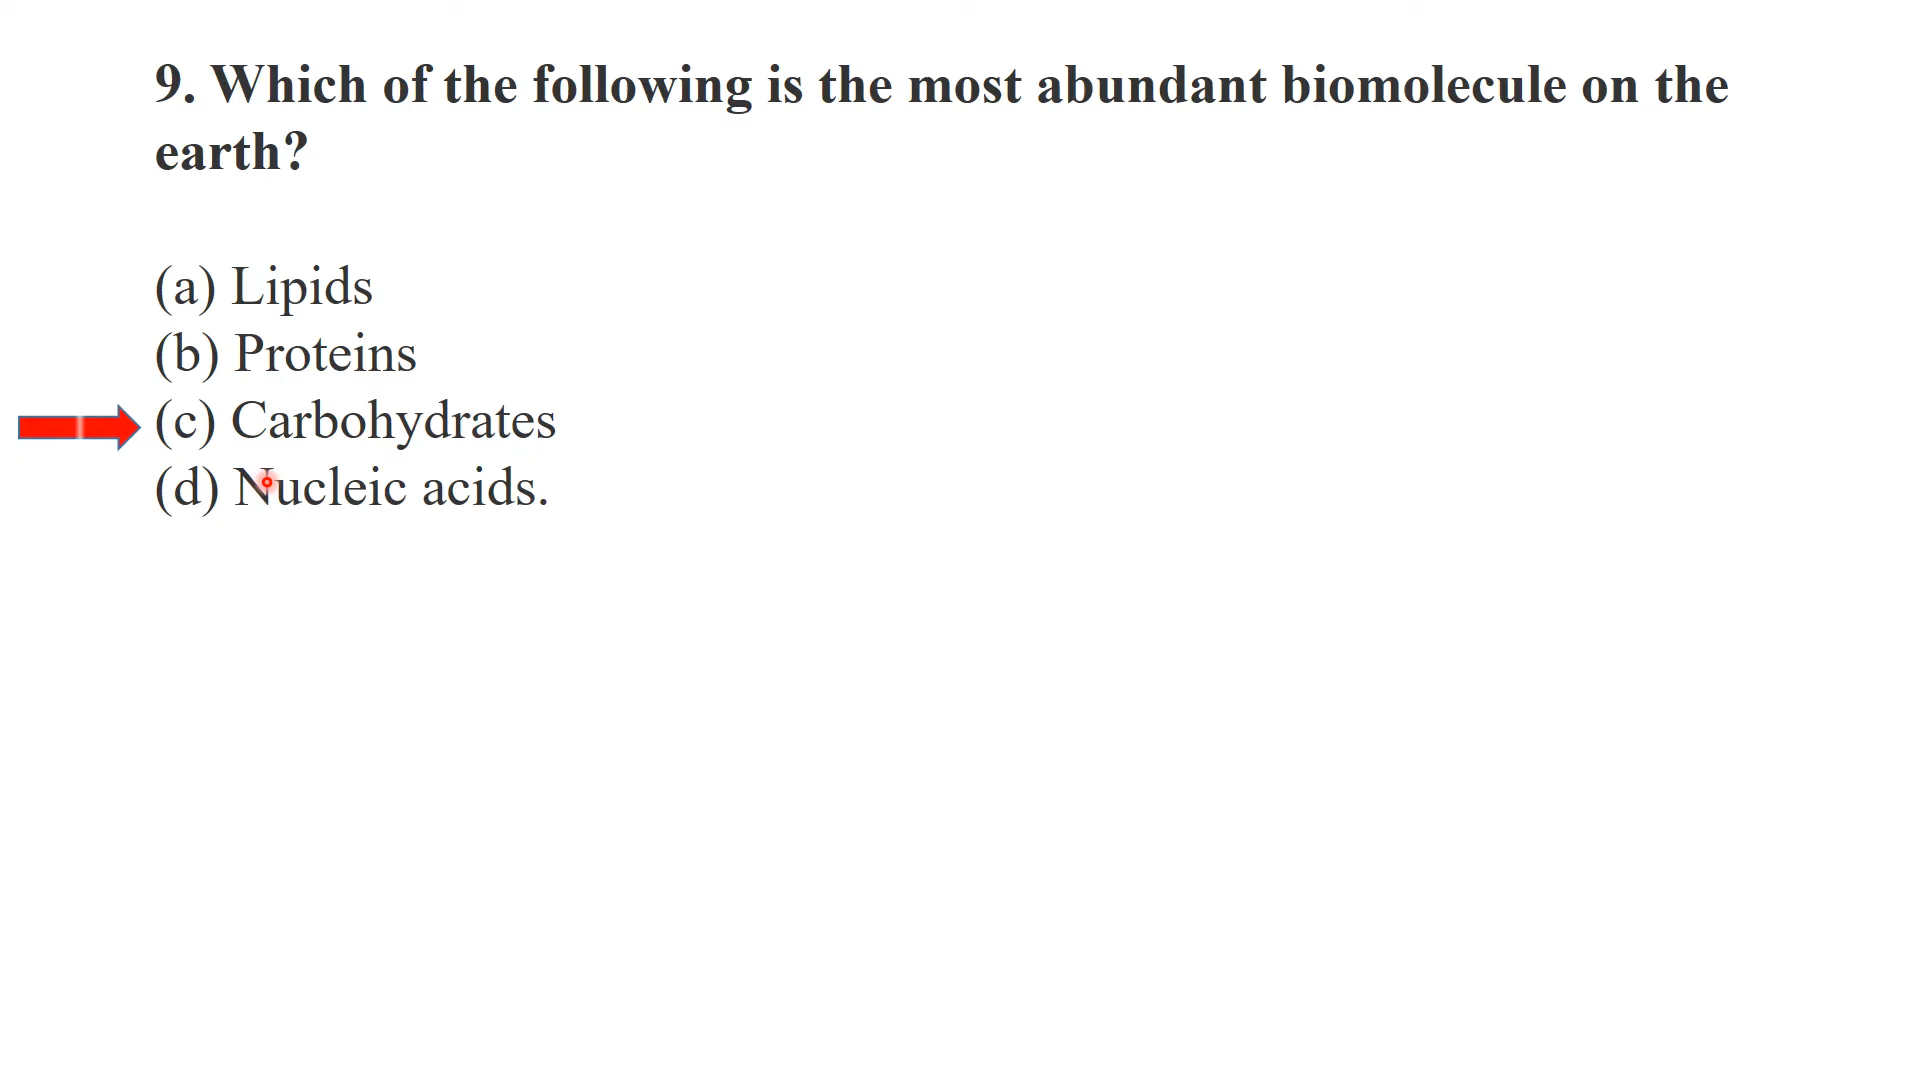 9. Which of the following is the most abundant biomolecule on the
earth?
(a) Lipids
(b) Proteins
(c) Carbohydrates
(d) Nucleic acids.